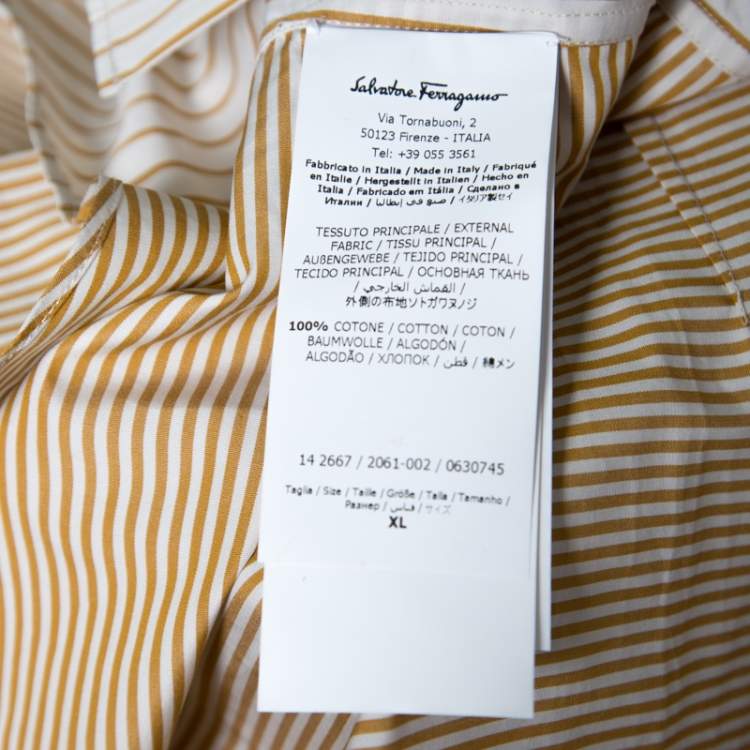 Salvatore Ferragamo
Via Tornabuoni, 2
50123 Firenze - ITALIA
Tel: +39 055 3561
Fabbricato in Italia / Made in Italy / Fabriqué
en Italie / Hergestellt in Italien / Hecho en
Italia / Fabricado em Itália / Сделано в
Италии / صنع في إيطاليا / イタリア製セイ
TESSUTO PRINCIPALE / EXTERNAL
FABRIC / TISSU PRINCIPAL /
AUßENGEWEBE / TEJIDO PRINCIPAL /
TECIDO PRINCIPAL / ОСНОВНАЯ ТКАНЬ
/ القماش الخارجي /
外側の布地ソトガワヌノジ
100% COTONE / COTTON / COTON /
BAUMWOLLE / ALGODÓN /
ALGODÃO / ХЛОПОК / قطن / 綿メン
14 2667 / 2061-002 / 0630745
Taglia / Size / Taille / Größe / Talla / Tamanho /
Размер / قياس / サイズ
XL